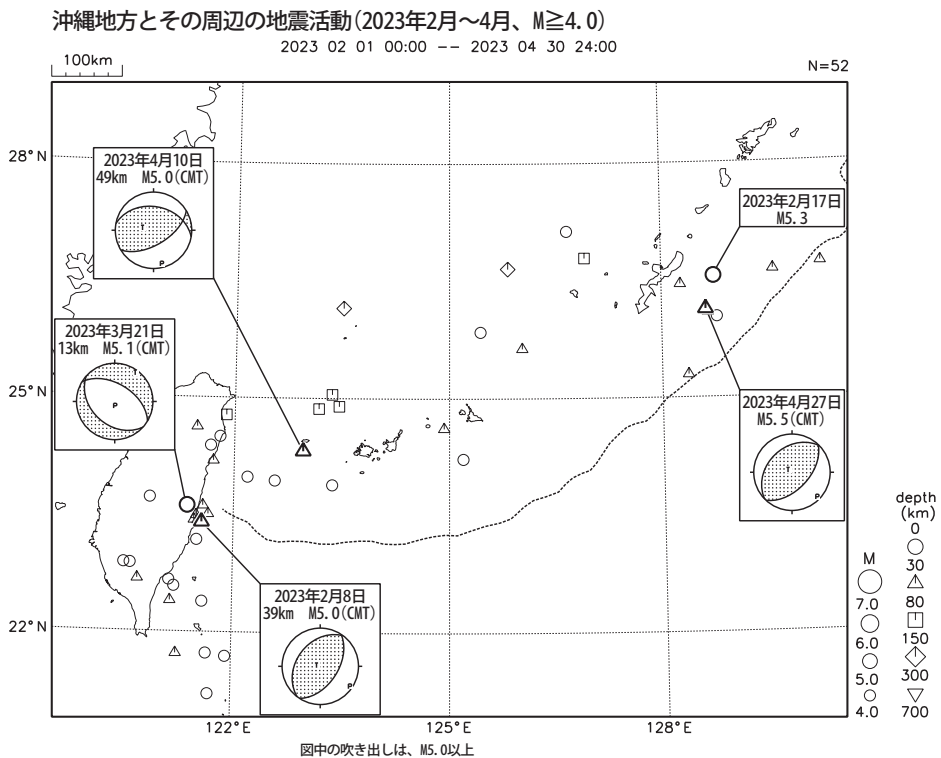 沖縄地方とその周辺の地震活動(2023年2月～4月、M≧4.0)
2023 02 01 00:00 -- 2023 04 30 24:00
100km
N=52
28°N
25°N
22°N
122°E
125°E
128°E
2023年4月10日
49km M5.0(CMT)
T
P
2023年2月17日
M5.3
2023年3月21日
13km M5.1(CMT)
T
P
2023年4月27日
M5.5(CMT)
T
P
2023年2月8日
39km M5.0(CMT)
T
P
M
7.0
6.0
5.0
4.0
depth
(km)
0
30
80
150
300
700
図中の吹き出しは、M5.0以上